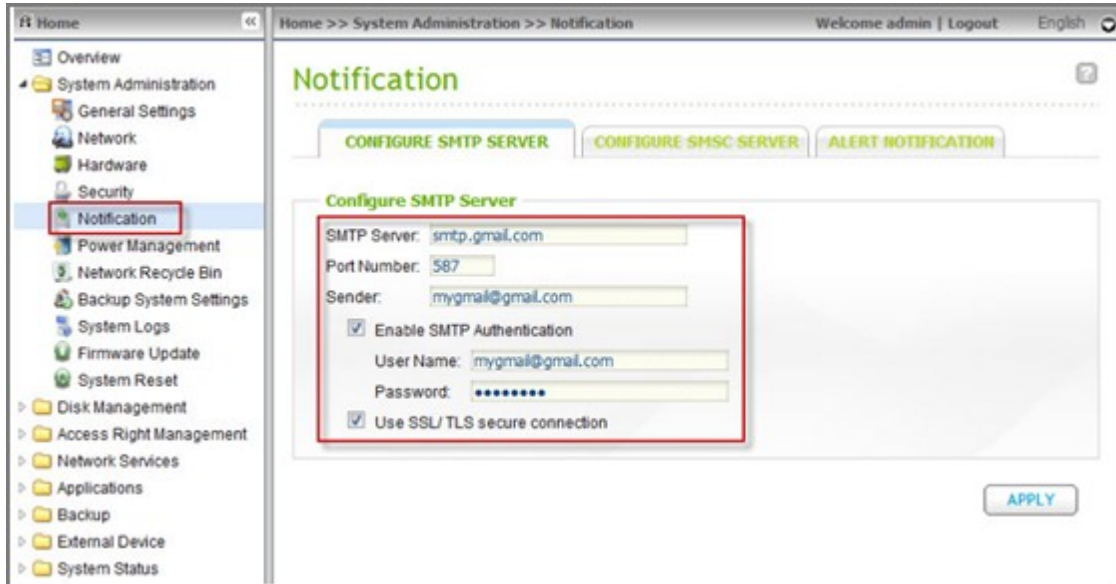 Home
Home >> System Administration >> Notification
Welcome admin | Logout
English
Overview
System Administration
General Settings
Network
Hardware
Security
Notification
Power Management
Network Recycle Bin
Backup System Settings
System Logs
Firmware Update
System Reset
Disk Management
Access Right Management
Network Services
Applications
Backup
External Device
System Status
Notification
CONFIGURE SMTP SERVER
CONFIGURE SMSC SERVER
ALERT NOTIFICATION
Configure SMTP Server
SMTP Server: smtp.gmail.com
Port Number: 587
Sender: mygmail@gmail.com
Enable SMTP Authentication
User Name: mygmail@gmail.com
Password: ••••••••
Use SSL/ TLS secure connection
APPLY